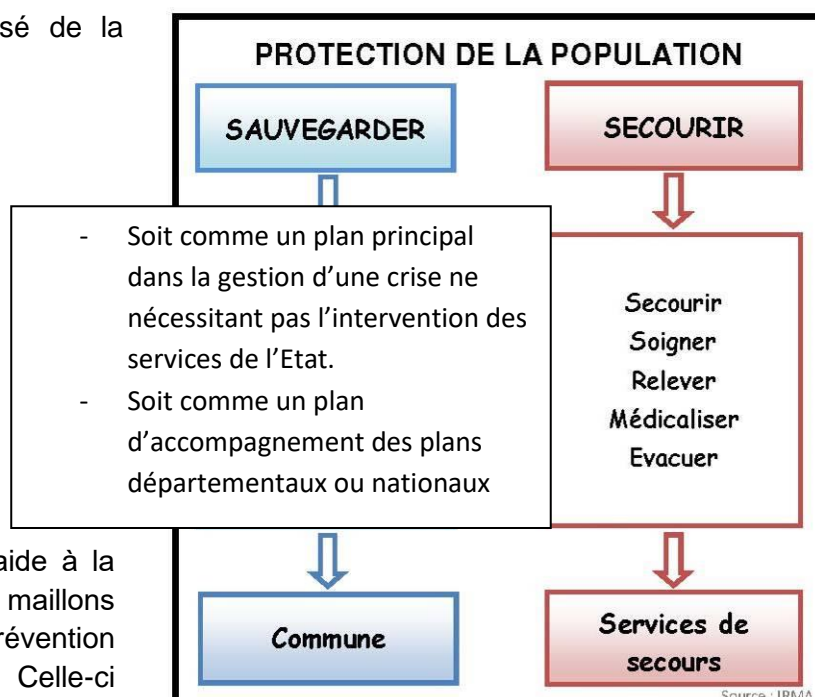 sé de la
PROTECTION DE LA POPULATION
SAUVEGARDER
SECOURIR
- Soit comme un plan principal
dans la gestion d’une crise ne
nécessitant pas l’intervention des
services de l’Etat.
- Soit comme un plan
d’accompagnement des plans
départementaux ou nationaux
Secourir
Soigner
Relever
Médicaliser
Evacuer
aide à la
maillons
révention
Celle-ci
Commune
Services de
secours
Source : IRMA